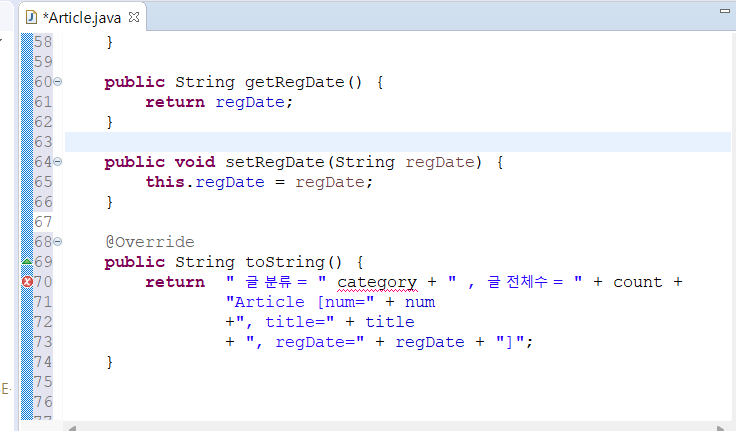 *Article.java
58 }
59
60 public String getRegDate() {
61 return regDate;
62 }
63
64 public void setRegDate(String regDate) {
65 this.regDate = regDate;
66 }
67
68 @Override
69 public String toString() {
70 return " 글 분류 = " category + " , 글 전체수 = " + count +
71 "Article [num=" + num
72 +", title=" + title
73 + ", regDate=" + regDate + "]";
74 }
75
76
E